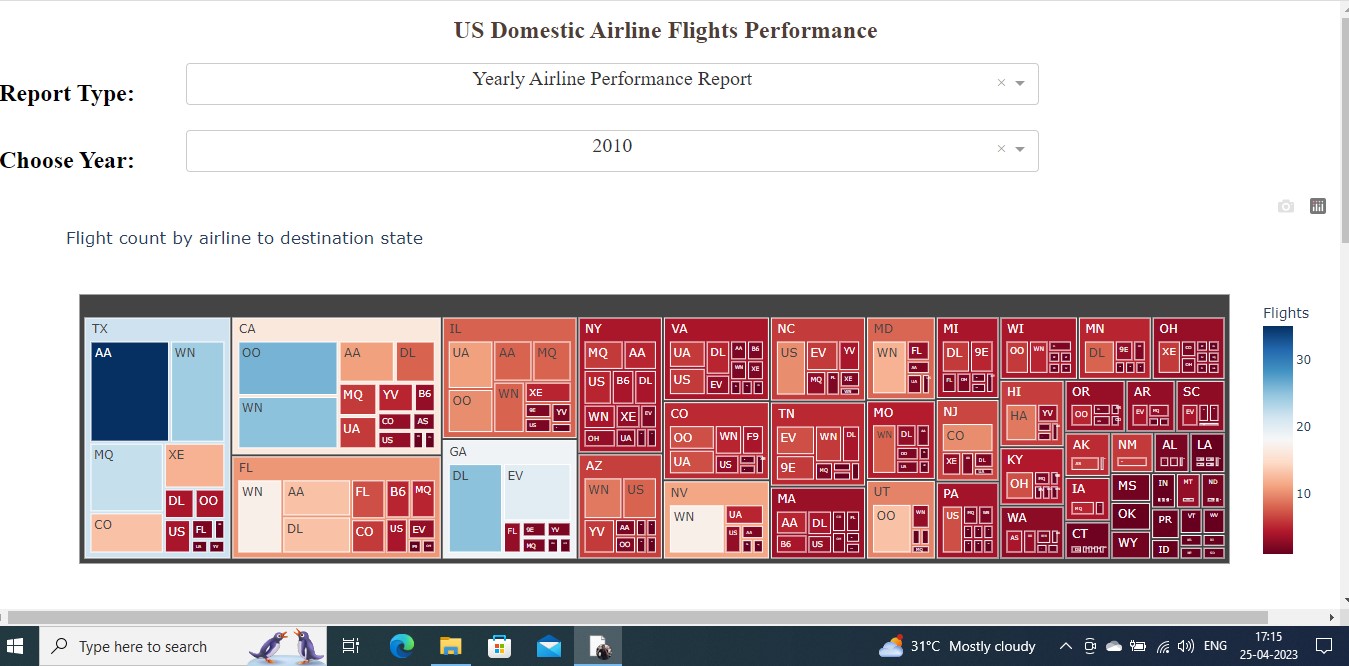 US Domestic Airline Flights Performance
Report Type:
Yearly Airline Performance Report
×
Choose Year:
2010
×
Flight count by airline to destination state
Flights
30
20
10
TX
AA WN
MQ XE
DL OO
CO US FL
CA
OO AA DL
WN MQ YV B6
UA CO AS
US
FL
WN AA FL B6 MQ
DL CO US EV
IL
UA AA MQ
OO WN XE
9E YV
US
GA
DL EV
FL 9E YV
MQ
NY
MQ AA
US B6 DL
WN XE EV
OH UA
AZ
WN US
YV AA
OO
VA
UA DL AA B6
WN XE
US EV
CO
OO WN F9
UA US
NV
WN UA
US AA
NC
US EV YV
MQ FL XE
WN
TN
EV WN DL
9E MQ
MA
AA DL
B6 US
MD
WN FL
AA
UA
MO
WN DL
UT
OO WN
MQ
MI
DL 9E
FL OH
NJ
CO
XE DL
PA
US MQ
WI
OO WN
HI
HA YV
KY
OH MQ
WA
AS
MN
DL 9E
OH
XE
OR
OO
AR
EV MQ
SC
EV
AK
AS
NM
AL
LA
IA
MQ
MS
IN
MT
ND
OK
CT
WY
PR
VT
WV
ID
Type here to search
31°C Mostly cloudy
ENG
17:15
25-04-2023